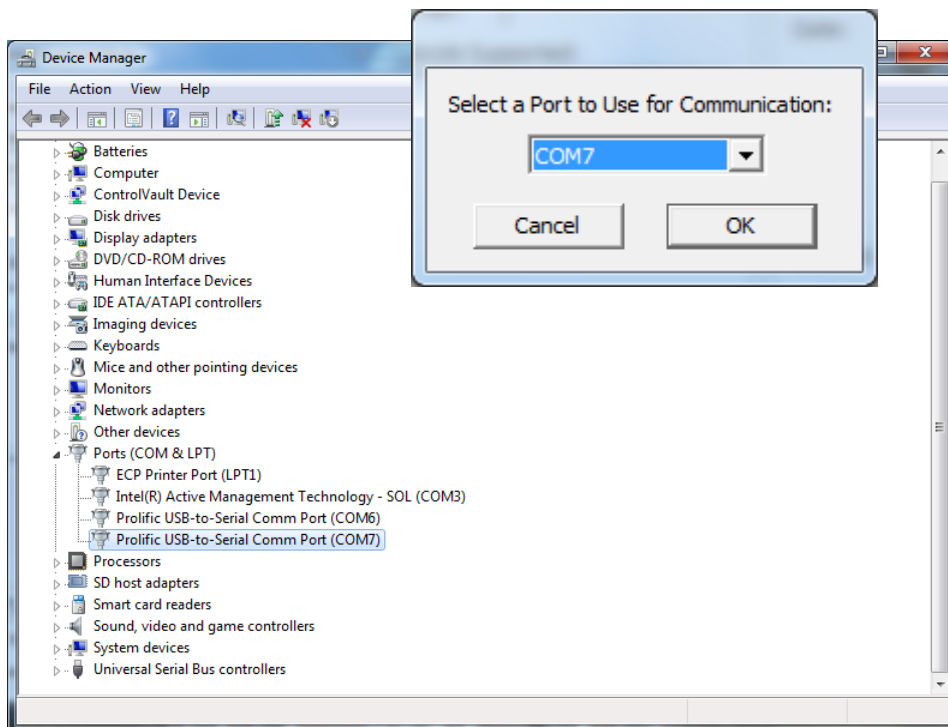 Device Manager
File Action View Help
Batteries
Computer
ControlVault Device
Disk drives
Display adapters
DVD/CD-ROM drives
Human Interface Devices
IDE ATA/ATAPI controllers
Imaging devices
Keyboards
Mice and other pointing devices
Monitors
Network adapters
Other devices
Ports (COM & LPT)
ECP Printer Port (LPT1)
Intel(R) Active Management Technology - SOL (COM3)
Prolific USB-to-Serial Comm Port (COM6)
Prolific USB-to-Serial Comm Port (COM7)
Processors
SD host adapters
Smart card readers
Sound, video and game controllers
System devices
Universal Serial Bus controllers
Select a Port to Use for Communication:
COM7
Cancel OK